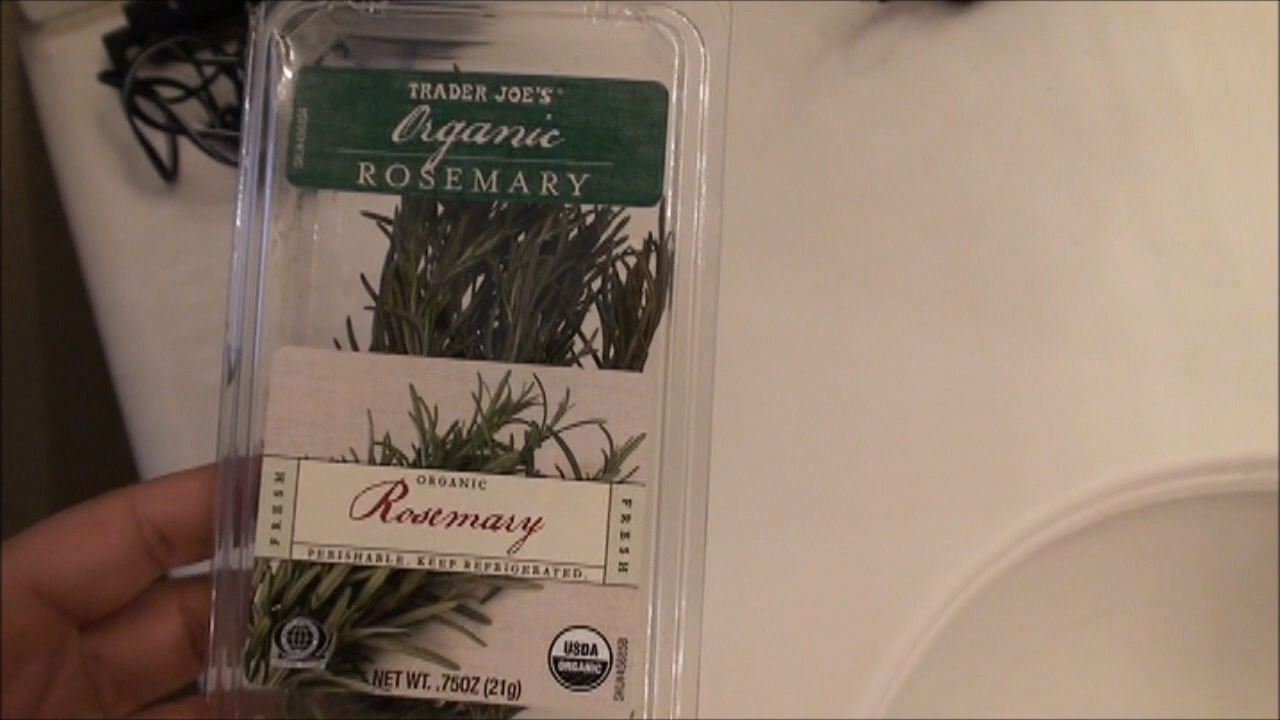 TRADER JOE'S
Organic
ROSEMARY
ORGANIC
Rosemary
FRESH
FRESH
PERISHABLE. KEEP REFRIGERATED.
USDA
ORGANIC
NET WT. .75OZ (21g)